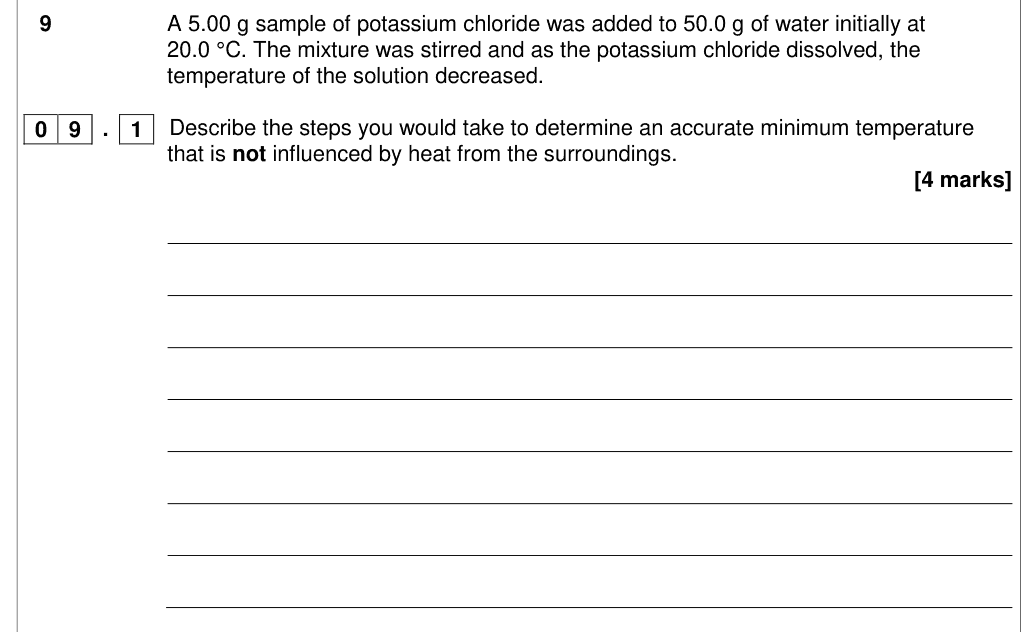 9 A 5.00 g sample of potassium chloride was added to 50.0 g of water initially at
20.0 °C. The mixture was stirred and as the potassium chloride dissolved, the
temperature of the solution decreased.
0 9 . 1 Describe the steps you would take to determine an accurate minimum temperature
that is not influenced by heat from the surroundings.
[4 marks]